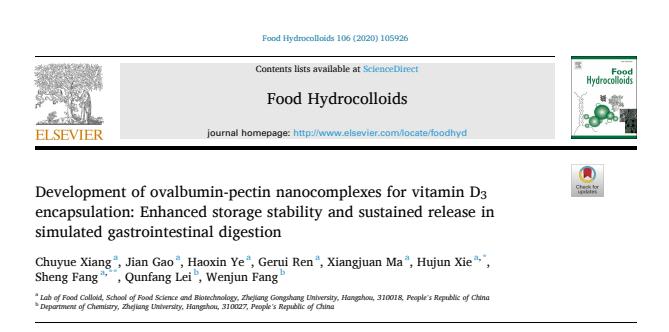 Food Hydrocolloids 106 (2020) 105926
Contents lists available at ScienceDirect
Food Hydrocolloids
journal homepage: http://www.elsevier.com/locate/foodhyd
ELSEVIER
Food
Hydrocolloids
Check for
updates
Development of ovalbumin-pectin nanocomplexes for vitamin D3
encapsulation: Enhanced storage stability and sustained release in
simulated gastrointestinal digestion
Chuyue Xiang a, Jian Gao a, Haoxin Ye a, Gerui Ren a, Xiangjuan Ma a, Hujun Xie a,*,
Sheng Fang a,**, Qunfang Lei b, Wenjun Fang b
a Lab of Food Colloid, School of Food Science and Biotechnology, Zhejiang Gongshang University, Hangzhou, 310018, People's Republic of China
b Department of Chemistry, Zhejiang University, Hangzhou, 310027, People's Republic of China